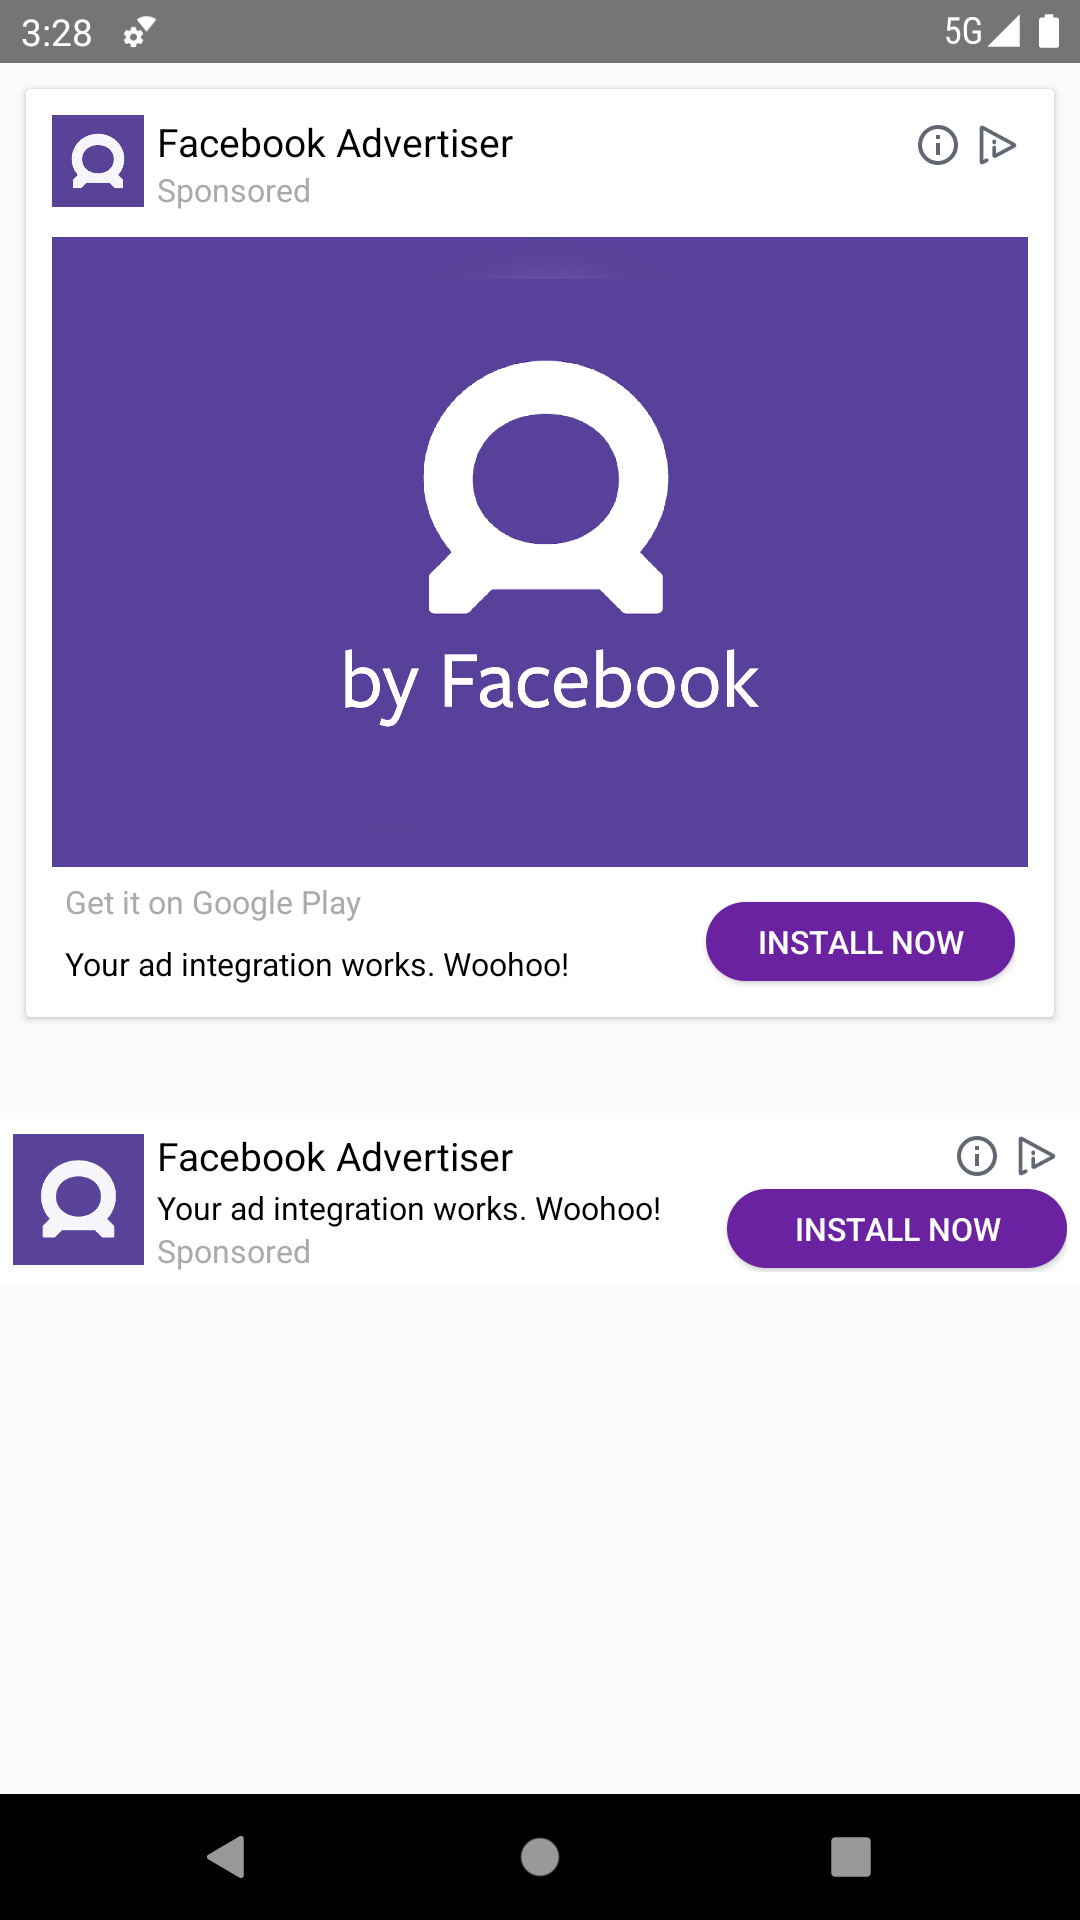 3:28
5G
Facebook Advertiser
Sponsored
by Facebook
Get it on Google Play
Your ad integration works. Woohoo!
INSTALL NOW
Facebook Advertiser
Your ad integration works. Woohoo!
Sponsored
INSTALL NOW